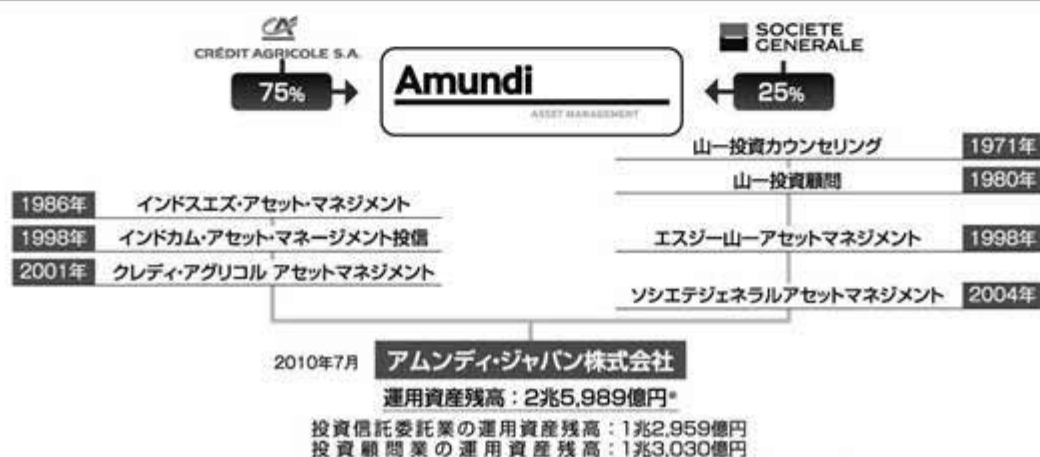 CRÉDIT AGRICOLE S.A.
75%
Amundi
ASSET MANAGEMENT
SOCIETE
GENERALE
25%
山一投資カウンセリング 1971年
山一投資顧問 1980年
1986年 インドスエズ・アセット・マネジメント
1998年 インドカム・アセット・マネージメント投信
エスジー山一アセットマネジメント 1998年
2001年 クレディ・アグリコル アセットマネジメント
ソシエテジェネラルアセットマネジメント 2004年
2010年7月 アムンディ・ジャパン株式会社
運用資産残高：2兆5,989億円*
投資信託委託業の運用資産残高：1兆2,959億円
投資顧問業の運用資産残高：1兆3,030億円